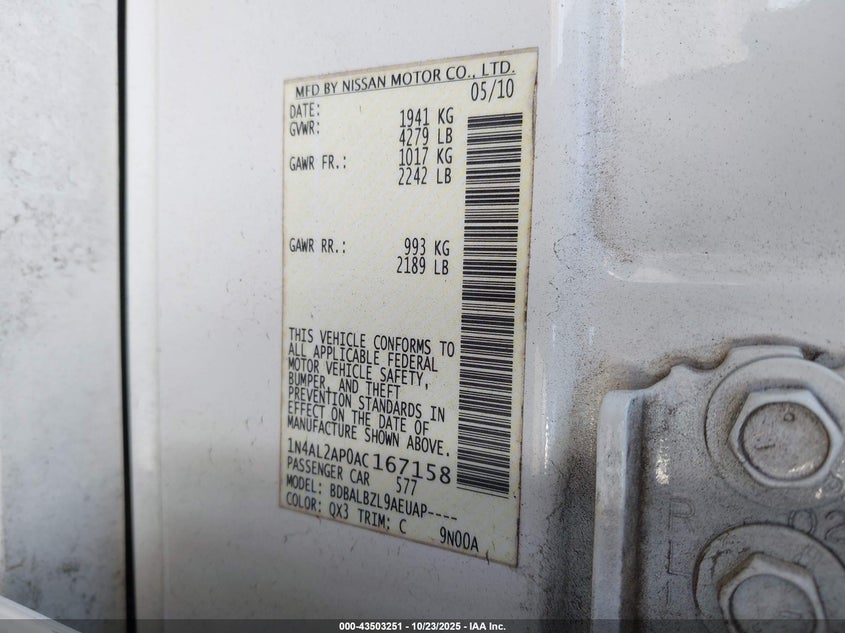 MFD BY NISSAN MOTOR CO., LTD.
DATE: 05/10
GVWR: 1941 KG
4279 LB
GAWR FR.: 1017 KG
2242 LB
GAWR RR.: 993 KG
2189 LB
THIS VEHICLE CONFORMS TO
ALL APPLICABLE FEDERAL
MOTOR VEHICLE SAFETY,
BUMPER, AND THEFT
PREVENTION STANDARDS IN
EFFECT ON THE DATE OF
MANUFACTURE SHOWN ABOVE.
1N4AL2AP0AC167158
PASSENGER CAR 577
MODEL: BDBALBZL9AEUAP----
COLOR: QX3 TRIM: C 9N00A
000-43503251 - 10/23/2025 - IAA Inc.